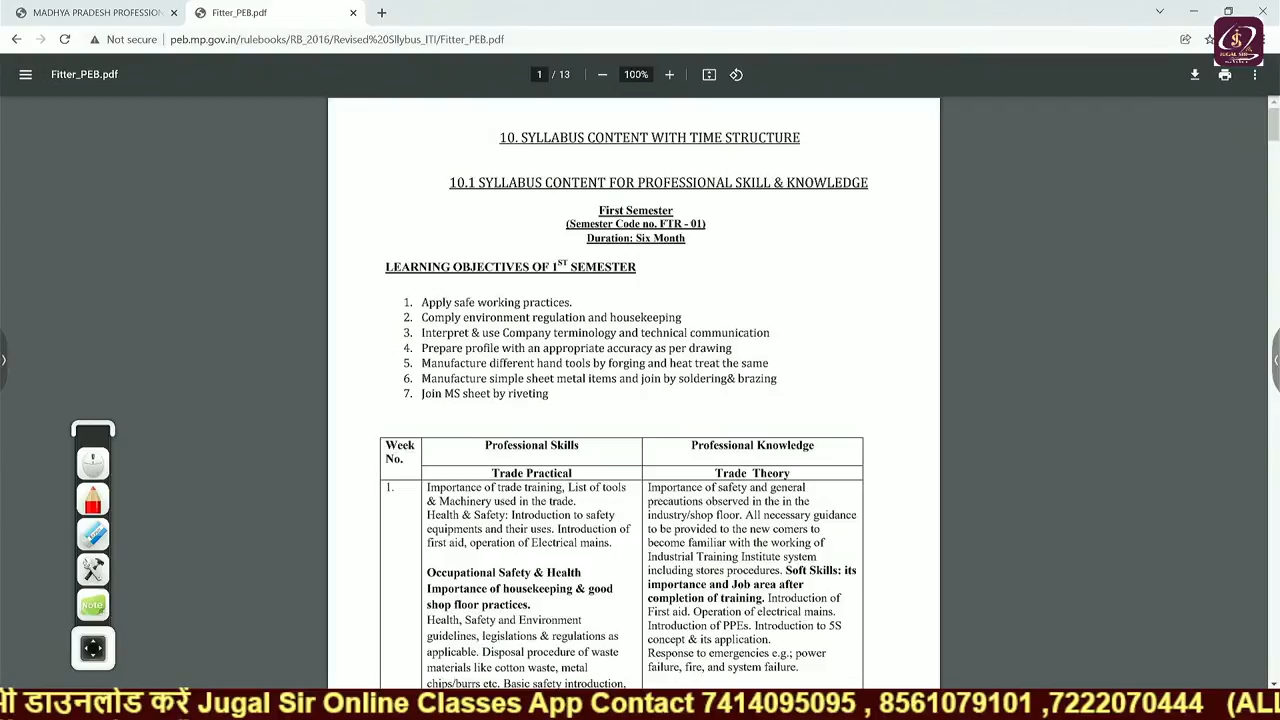 MADHYA PRADESH PROFESSION
Fitter_PEB.pdf
Not secure
peb.mp.gov.in/rulebooks/RB_2016/Revised%20Sllybus_ITI/Fitter_PEB.pdf
JUGAL SIR
Fitter_PEB.pdf
1 / 13
100%
10. SYLLABUS CONTENT WITH TIME STRUCTURE
10.1 SYLLABUS CONTENT FOR PROFESSIONAL SKILL & KNOWLEDGE
First Semester
(Semester Code no. FTR - 01)
Duration: Six Month
LEARNING OBJECTIVES OF 1ST SEMESTER
1. Apply safe working practices.
2. Comply environment regulation and housekeeping
3. Interpret & use Company terminology and technical communication
4. Prepare profile with an appropriate accuracy as per drawing
5. Manufacture different hand tools by forging and heat treat the same
6. Manufacture simple sheet metal items and join by soldering& brazing
7. Join MS sheet by riveting
Week
No.
Professional Skills
Professional Knowledge
Trade Practical
Trade Theory
1.
Importance of trade training, List of tools
& Machinery used in the trade.
Health & Safety: Introduction to safety
equipments and their uses. Introduction of
first aid, operation of Electrical mains.
Occupational Safety & Health
Importance of housekeeping & good
shop floor practices.
Health, Safety and Environment
guidelines, legislations & regulations as
applicable. Disposal procedure of waste
materials like cotton waste, metal
chips/burrs etc. Basic safety introduction,
Importance of safety and general
precautions observed in the in the
industry/shop floor. All necessary guidance
to be provided to the new comers to
become familiar with the working of
Industrial Training Institute system
including stores procedures. Soft Skills: its
importance and Job area after
completion of training. Introduction of
First aid. Operation of electrical mains.
Introduction of PPEs. Introduction to 5S
concept & its application.
Response to emergencies e.g.; power
failure, fire, and system failure.
Note
भी डाउनलोड करें Jugal Sir Online Classes App Contact 7414095095 , 8561079101 ,7222070444 (ALL